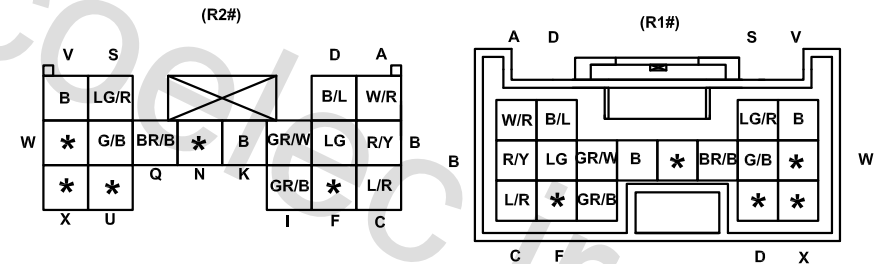 (R2#)
V S D A
B LG/R B/L W/R
W * G/B BR/B * B GR/W LG R/Y B
Q N K
* * GR/B * L/R
X U I F C
(R1#)
A D S V
W/R B/L LG/R B
B R/Y LG GR/W B * BR/B G/B * W
L/R * GR/B * *
C F D X